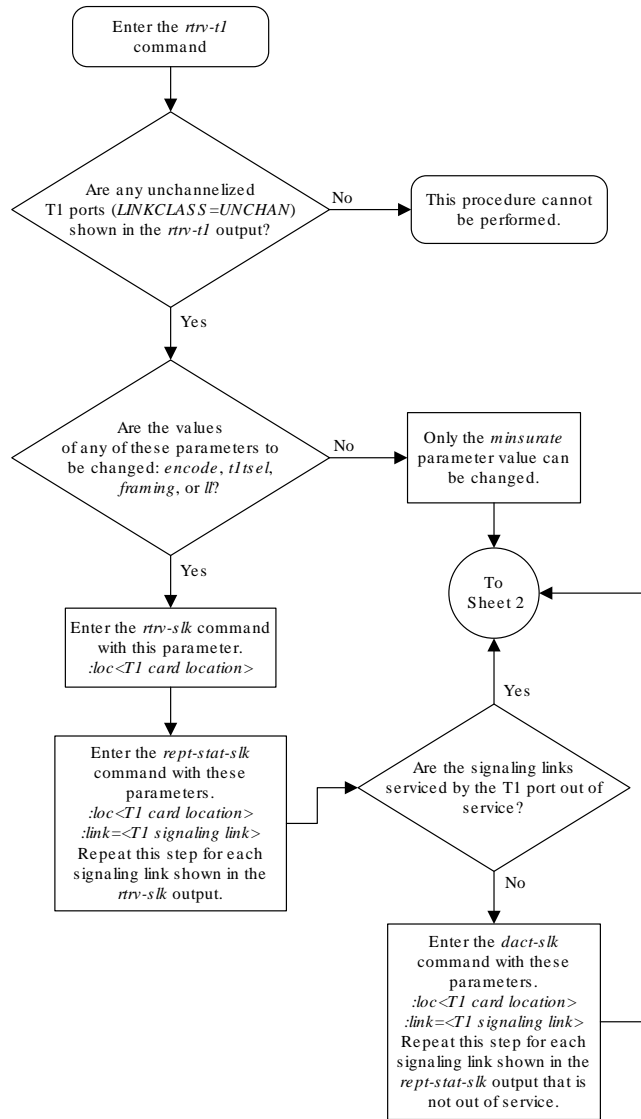 Enter the rtrv-t1
command
Are any unchannelized
T1 ports (LINKCLASS=UNCHAN)
shown in the rtrv-t1 output?
No
This procedure cannot
be performed.
Yes
Are the values
of any of these parameters to
be changed: encode, t1tsel,
framing, or ll?
No
Only the minsurate
parameter value can
be changed.
Yes
To
Sheet 2
Enter the rtrv-slk command
with this parameter.
:loc<T1 card location>
Yes
Enter the rept-stat-slk
command with these
parameters.
:loc<T1 card location>
:link=<T1 signaling link>
Repeat this step for each
signaling link shown in the
rtrv-slk output.
Are the signaling links
serviced by the T1 port out of
service?
No
Enter the dact-slk
command with these
parameters.
:loc<T1 card location>
:link=<T1 signaling link>
Repeat this step for each
signaling link shown in the
rept-stat-slk output that is
not out of service.